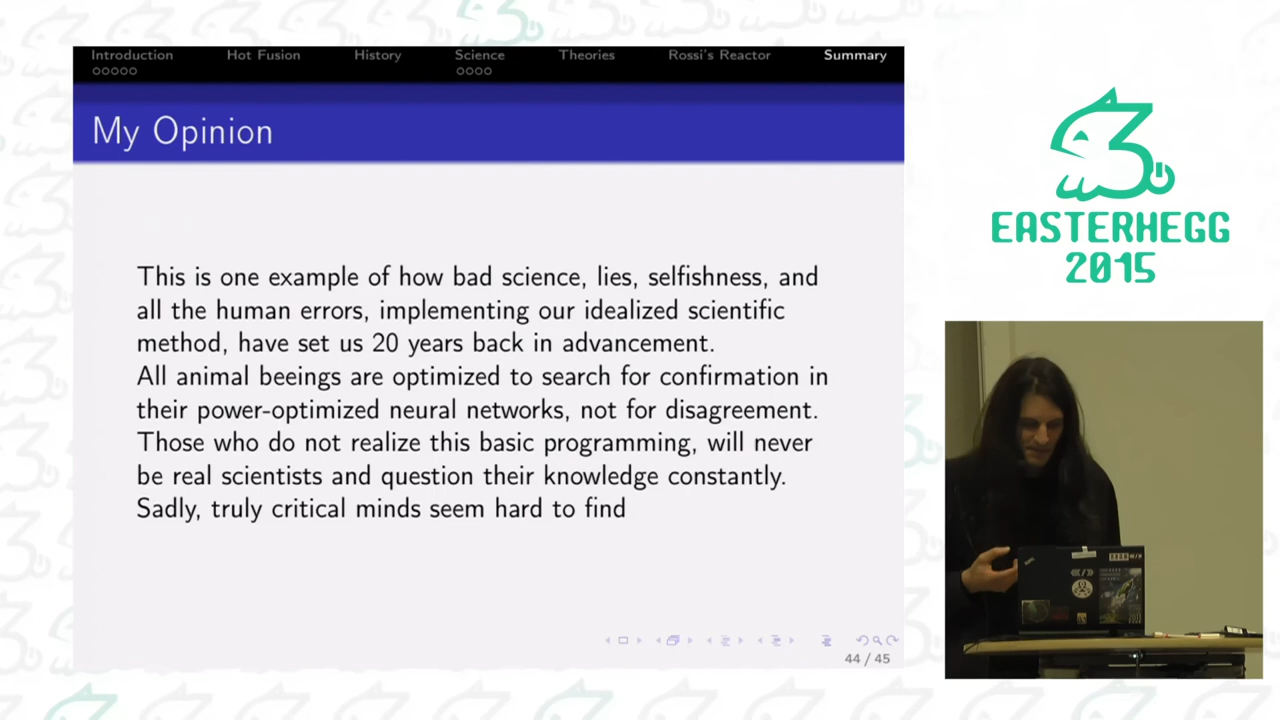 Introduction Hot Fusion History Science Theories Rossi's Reactor Summary
My Opinion
This is one example of how bad science, lies, selfishness, and
all the human errors, implementing our idealized scientific
method, have set us 20 years back in advancement.
All animal beeings are optimized to search for confirmation in
their power-optimized neural networks, not for disagreement.
Those who do not realize this basic programming, will never
be real scientists and question their knowledge constantly.
Sadly, truly critical minds seem hard to find
44 / 45
EASTERHEGG
2015